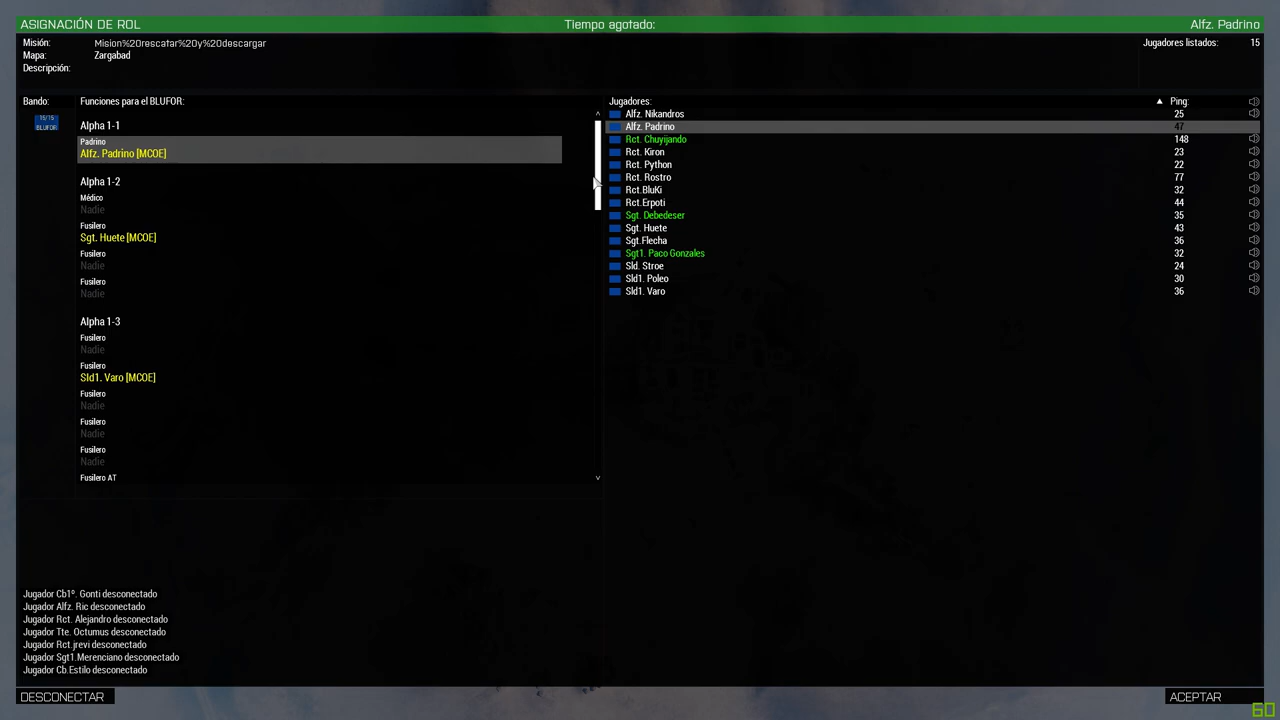 ASIGNACIÓN DE ROL
Tiempo agotado:
Alfz. Padrino
Misión: Mision%20rescatar%20y%20descargar
Mapa: Zargabad
Descripción:
Jugadores listados: 15
Bando:
15/15
BLUFOR
Funciones para el BLUFOR:
Alpha 1-1
Padrino
Alfz. Padrino [MCOE]
Alpha 1-2
Médico
Nadie
Fusilero
Sgt. Huete [MCOE]
Fusilero
Nadie
Fusilero
Nadie
Alpha 1-3
Fusilero
Nadie
Fusilero
Sld1. Varo [MCOE]
Fusilero
Nadie
Fusilero
Nadie
Fusilero
Nadie
Fusilero AT
Jugadores: Ping:
Alfz. Nikandros 25
Alfz. Padrino 47
Rct. Chuyijando 148
Rct. Kiron 23
Rct. Python 22
Rct. Rostro 77
Rct.BluKi 32
Rct.Erpoti 44
Sgt. Debedeser 35
Sgt. Huete 43
Sgt.Flecha 36
Sgt1. Paco Gonzales 32
Sld. Stroe 24
Sld1. Poleo 30
Sld1. Varo 36
Jugador Cb1º. Gonti desconectado
Jugador Alfz. Ric desconectado
Jugador Rct. Alejandro desconectado
Jugador Tte. Octumus desconectado
Jugador Rct.jrevi desconectado
Jugador Sgt1.Merenciano desconectado
Jugador Cb.Estilo desconectado
DESCONECTAR
ACEPTAR
60